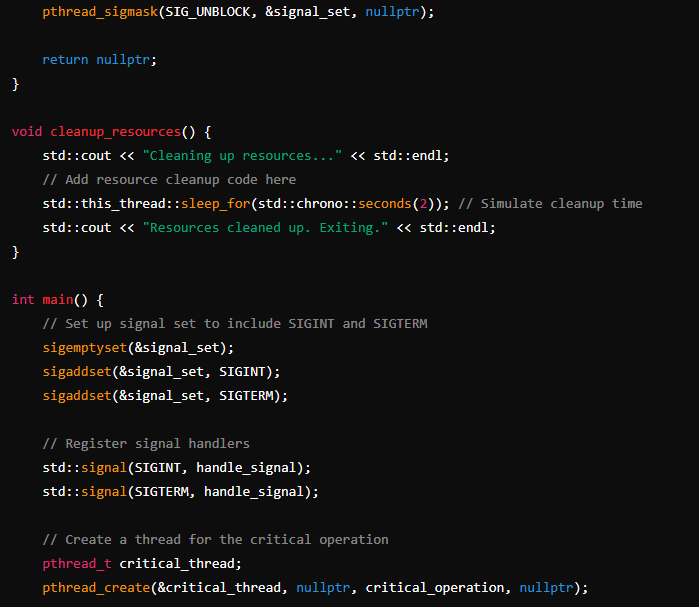 pthread_sigmask(SIG_UNBLOCK, &signal_set, nullptr);
    return nullptr;
}
void cleanup_resources() {
    std::cout << "Cleaning up resources..." << std::endl;
    // Add resource cleanup code here
    std::this_thread::sleep_for(std::chrono::seconds(2)); // Simulate cleanup time
    std::cout << "Resources cleaned up. Exiting." << std::endl;
}
int main() {
    // Set up signal set to include SIGINT and SIGTERM
    sigemptyset(&signal_set);
    sigaddset(&signal_set, SIGINT);
    sigaddset(&signal_set, SIGTERM);
    // Register signal handlers
    std::signal(SIGINT, handle_signal);
    std::signal(SIGTERM, handle_signal);
    // Create a thread for the critical operation
    pthread_t critical_thread;
    pthread_create(&critical_thread, nullptr, critical_operation, nullptr);